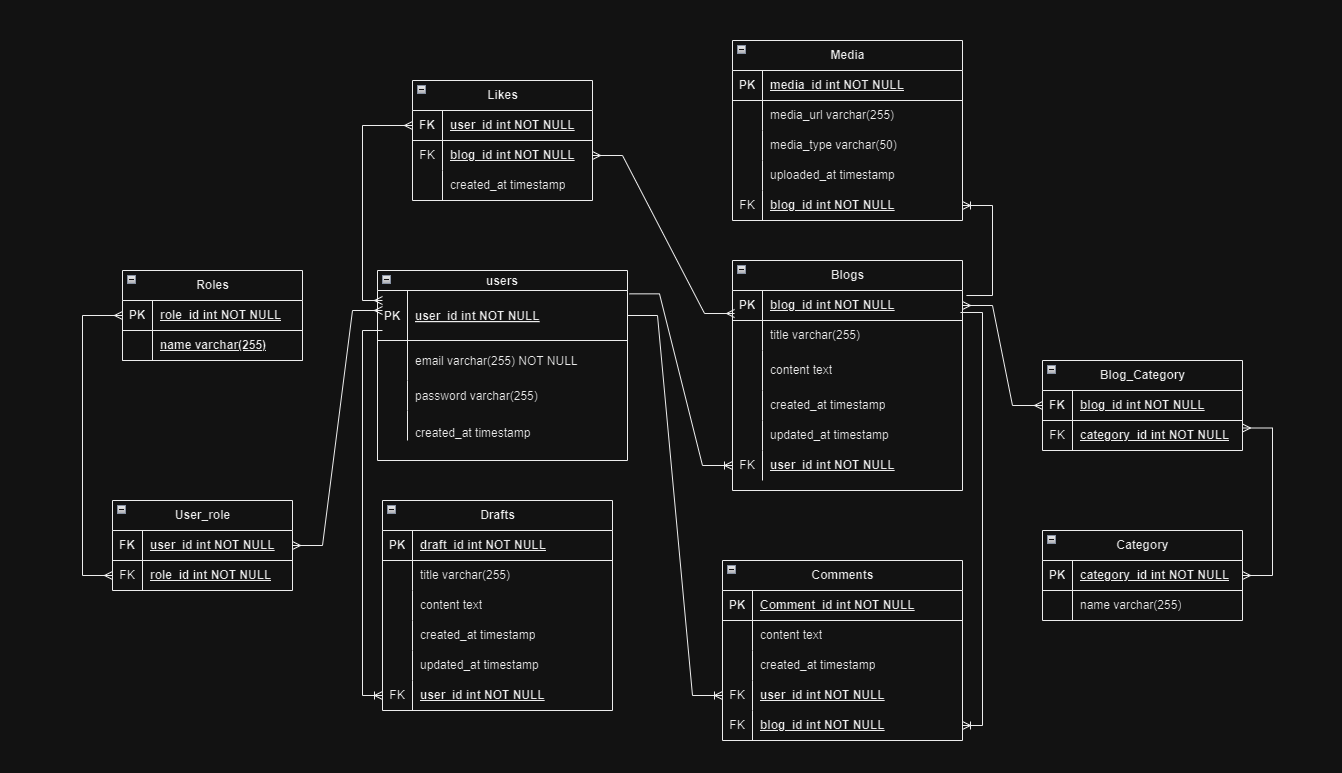 Media
PK media_id int NOT NULL
media_url varchar(255)
media_type varchar(50)
uploaded_at timestamp
FK blog_id int NOT NULL
Likes
FK user_id int NOT NULL
FK blog_id int NOT NULL
created_at timestamp
Roles
PK role_id int NOT NULL
name varchar(255)
users
PK user_id int NOT NULL
email varchar(255) NOT NULL
password varchar(255)
created_at timestamp
Blogs
PK blog_id int NOT NULL
title varchar(255)
content text
created_at timestamp
updated_at timestamp
FK user_id int NOT NULL
Blog_Category
FK blog_id int NOT NULL
FK category_id int NOT NULL
User_role
FK user_id int NOT NULL
FK role_id int NOT NULL
Drafts
PK draft_id int NOT NULL
title varchar(255)
content text
created_at timestamp
updated_at timestamp
FK user_id int NOT NULL
Comments
PK Comment_id int NOT NULL
content text
created_at timestamp
FK user_id int NOT NULL
FK blog_id int NOT NULL
Category
PK category_id int NOT NULL
name varchar(255)